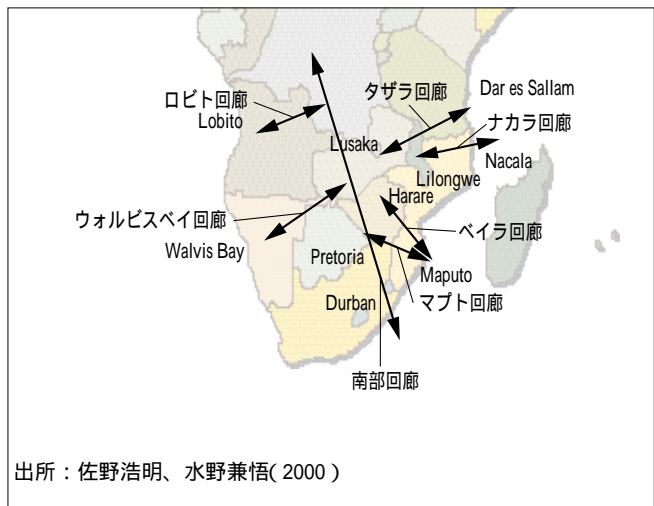 ロビト回廊
Lobito
タザラ回廊
Dar es Sallam
ナカラ回廊
Nacala
Lusaka
Lilongwe
Harare
ウォルビスベイ回廊
Walvis Bay
ベイラ回廊
Pretoria
Maputo
マプト回廊
Durban
南部回廊
出所：佐野浩明、水野兼悟(2000)